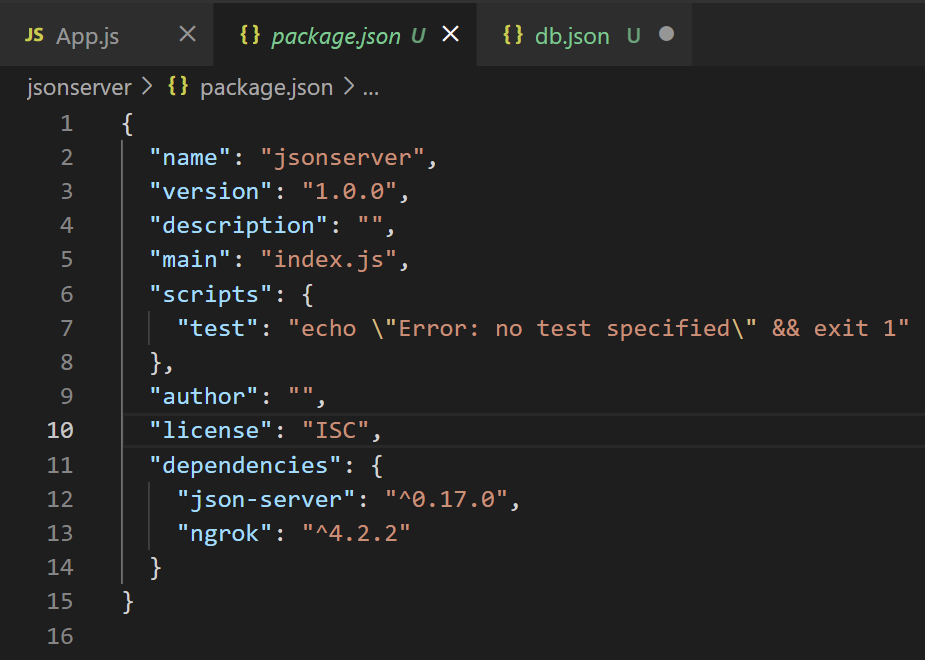 JS App.js × {} package.json U × {} db.json U ●
jsonserver > {} package.json > ...
1 {
2 "name": "jsonserver",
3 "version": "1.0.0",
4 "description": "",
5 "main": "index.js",
6 "scripts": {
7 "test": "echo \"Error: no test specified\" && exit 1"
8 },
9 "author": "",
10 "license": "ISC",
11 "dependencies": {
12 "json-server": "^0.17.0",
13 "ngrok": "^4.2.2"
14 }
15 }
16